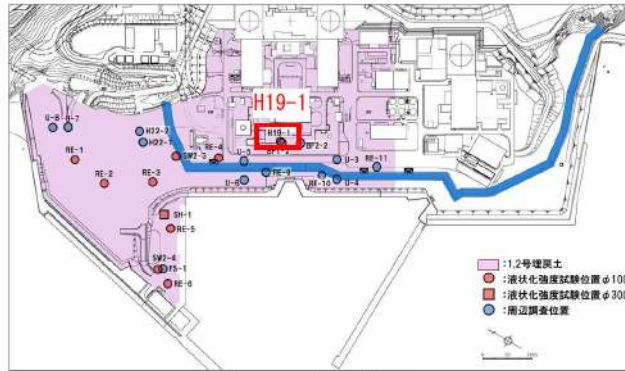 H19-1
H19-1
U-8
U-7
H22-2
H22-1
RE-1
RE-2
RE-3
SW2-3
RE-4
U-5
BF2-2
U-3
RE-11
U-6
RE-9
RE-10
U-4
SH-1
RE-5
SW2-4
RE-6
:1,2号埋戻土
:液状化強度試験位置φ100
:液状化強度試験位置φ300
:周辺調査位置